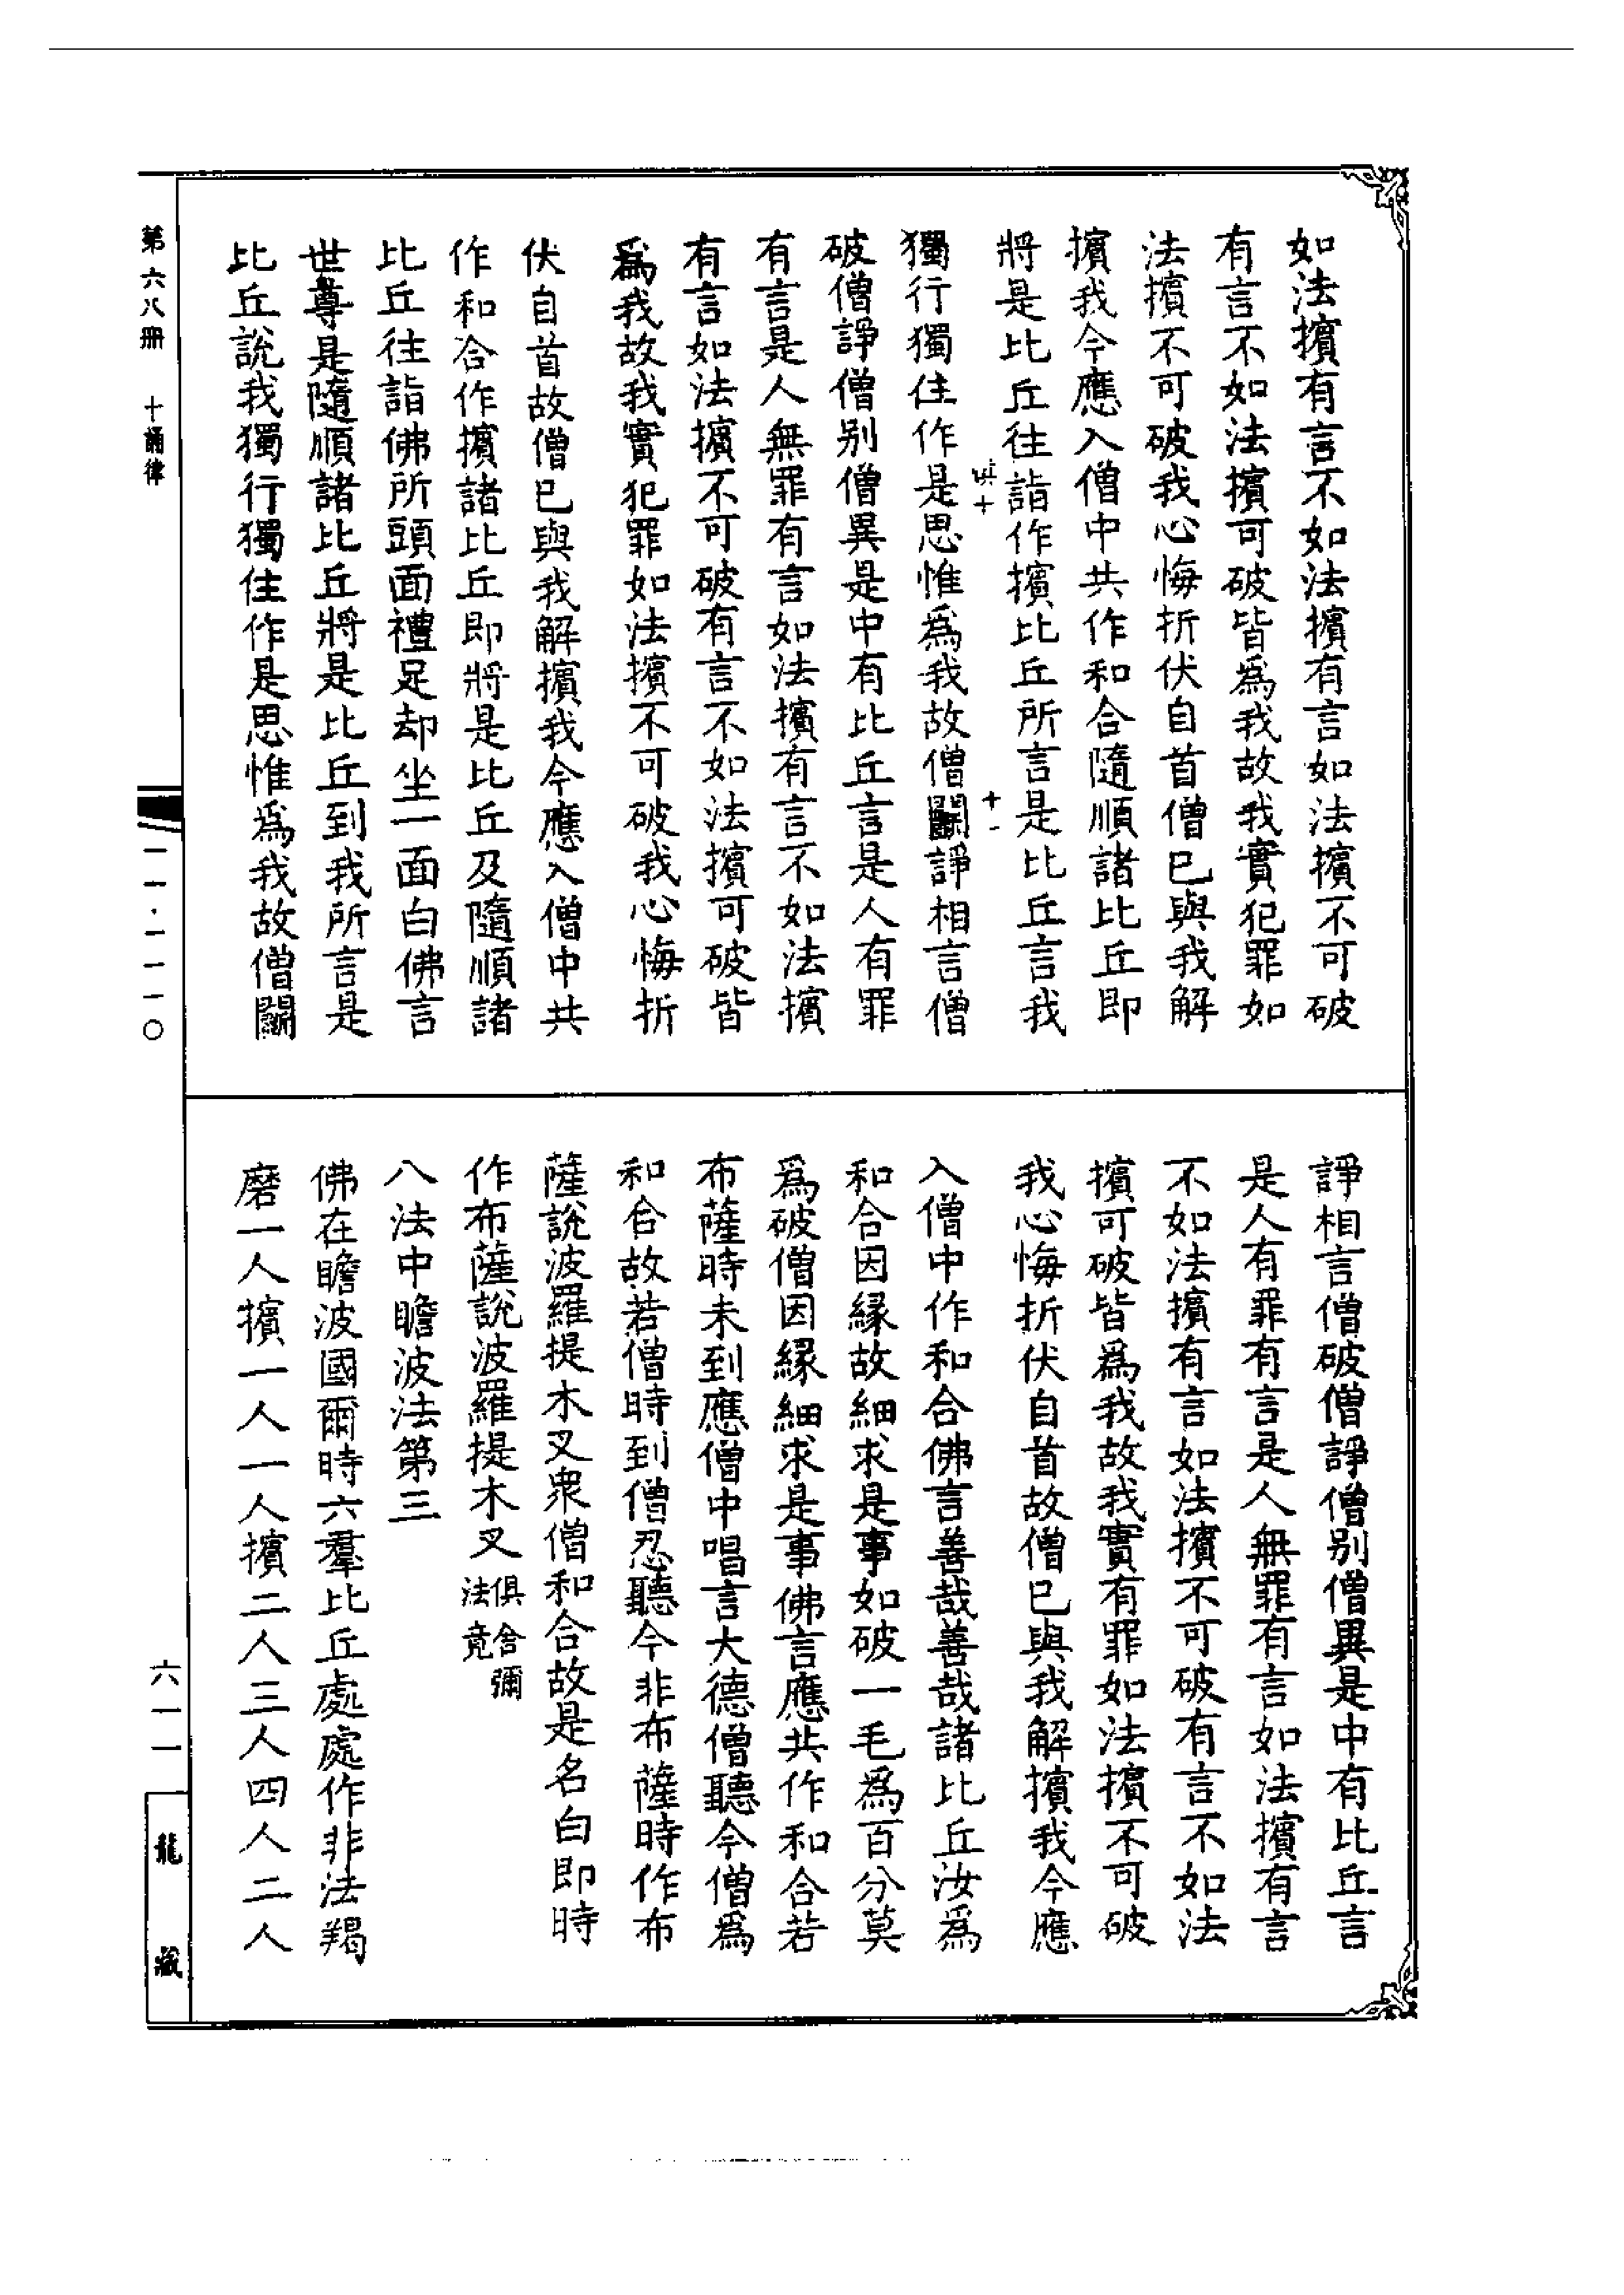 如法擯有言不如法擯有言如法擯不可破
有言不如法擯可破皆爲我故我實犯罪如
法擯不可破我心悔折伏自首僧已與我解
擯我今應入僧中共作和合隨順諸比丘即
將是比丘往詣作擯比丘所言是比丘言我
獨行獨住作是思惟爲我故僧鬭諍相言僧
破僧諍僧別僧異是中有比丘言是人有罪
有言是人無罪有言如法擯有言不如法擯
有言如法擯不可破有言不如法擯可破皆
爲我故我實犯罪如法擯不可破我心悔折
伏自首故僧已與我解擯我今應入僧中共
作和合作擯諸比丘即將是比丘及隨順諸
比丘往詣佛所頭面禮足却坐一面白佛言
世尊是隨順諸比丘將是比丘到我所言是
比丘說我獨行獨住作是思惟爲我故僧鬭
諍相言僧破僧諍僧別僧異是中有比丘言
是人有罪有言是人無罪有言如法擯有言
不如法擯有言如法擯不可破有言不如法
擯可破皆爲我故我實有罪如法擯不可破
我心悔折伏自首故僧已與我解擯我今應
入僧中作和合佛言善哉善哉諸比丘汝爲
和合因緣故細求是事如破一毛爲百分莫
爲破僧因緣細求是事佛言應共作和合若
布薩時未到應僧中唱言大德僧聽今僧爲
和合故若僧時到僧忍聽今非布薩時作布
薩說波羅提木叉衆僧和合故是名白即時
作布薩說波羅提木叉俱舍彌
法竟
八法中瞻波法第三
佛在瞻波國爾時六羣比丘處處作非法羯
磨一人擯一人一人擯二人三人四人二人
第六八册
十誦律
一一·一一一〇
六一一
龍藏